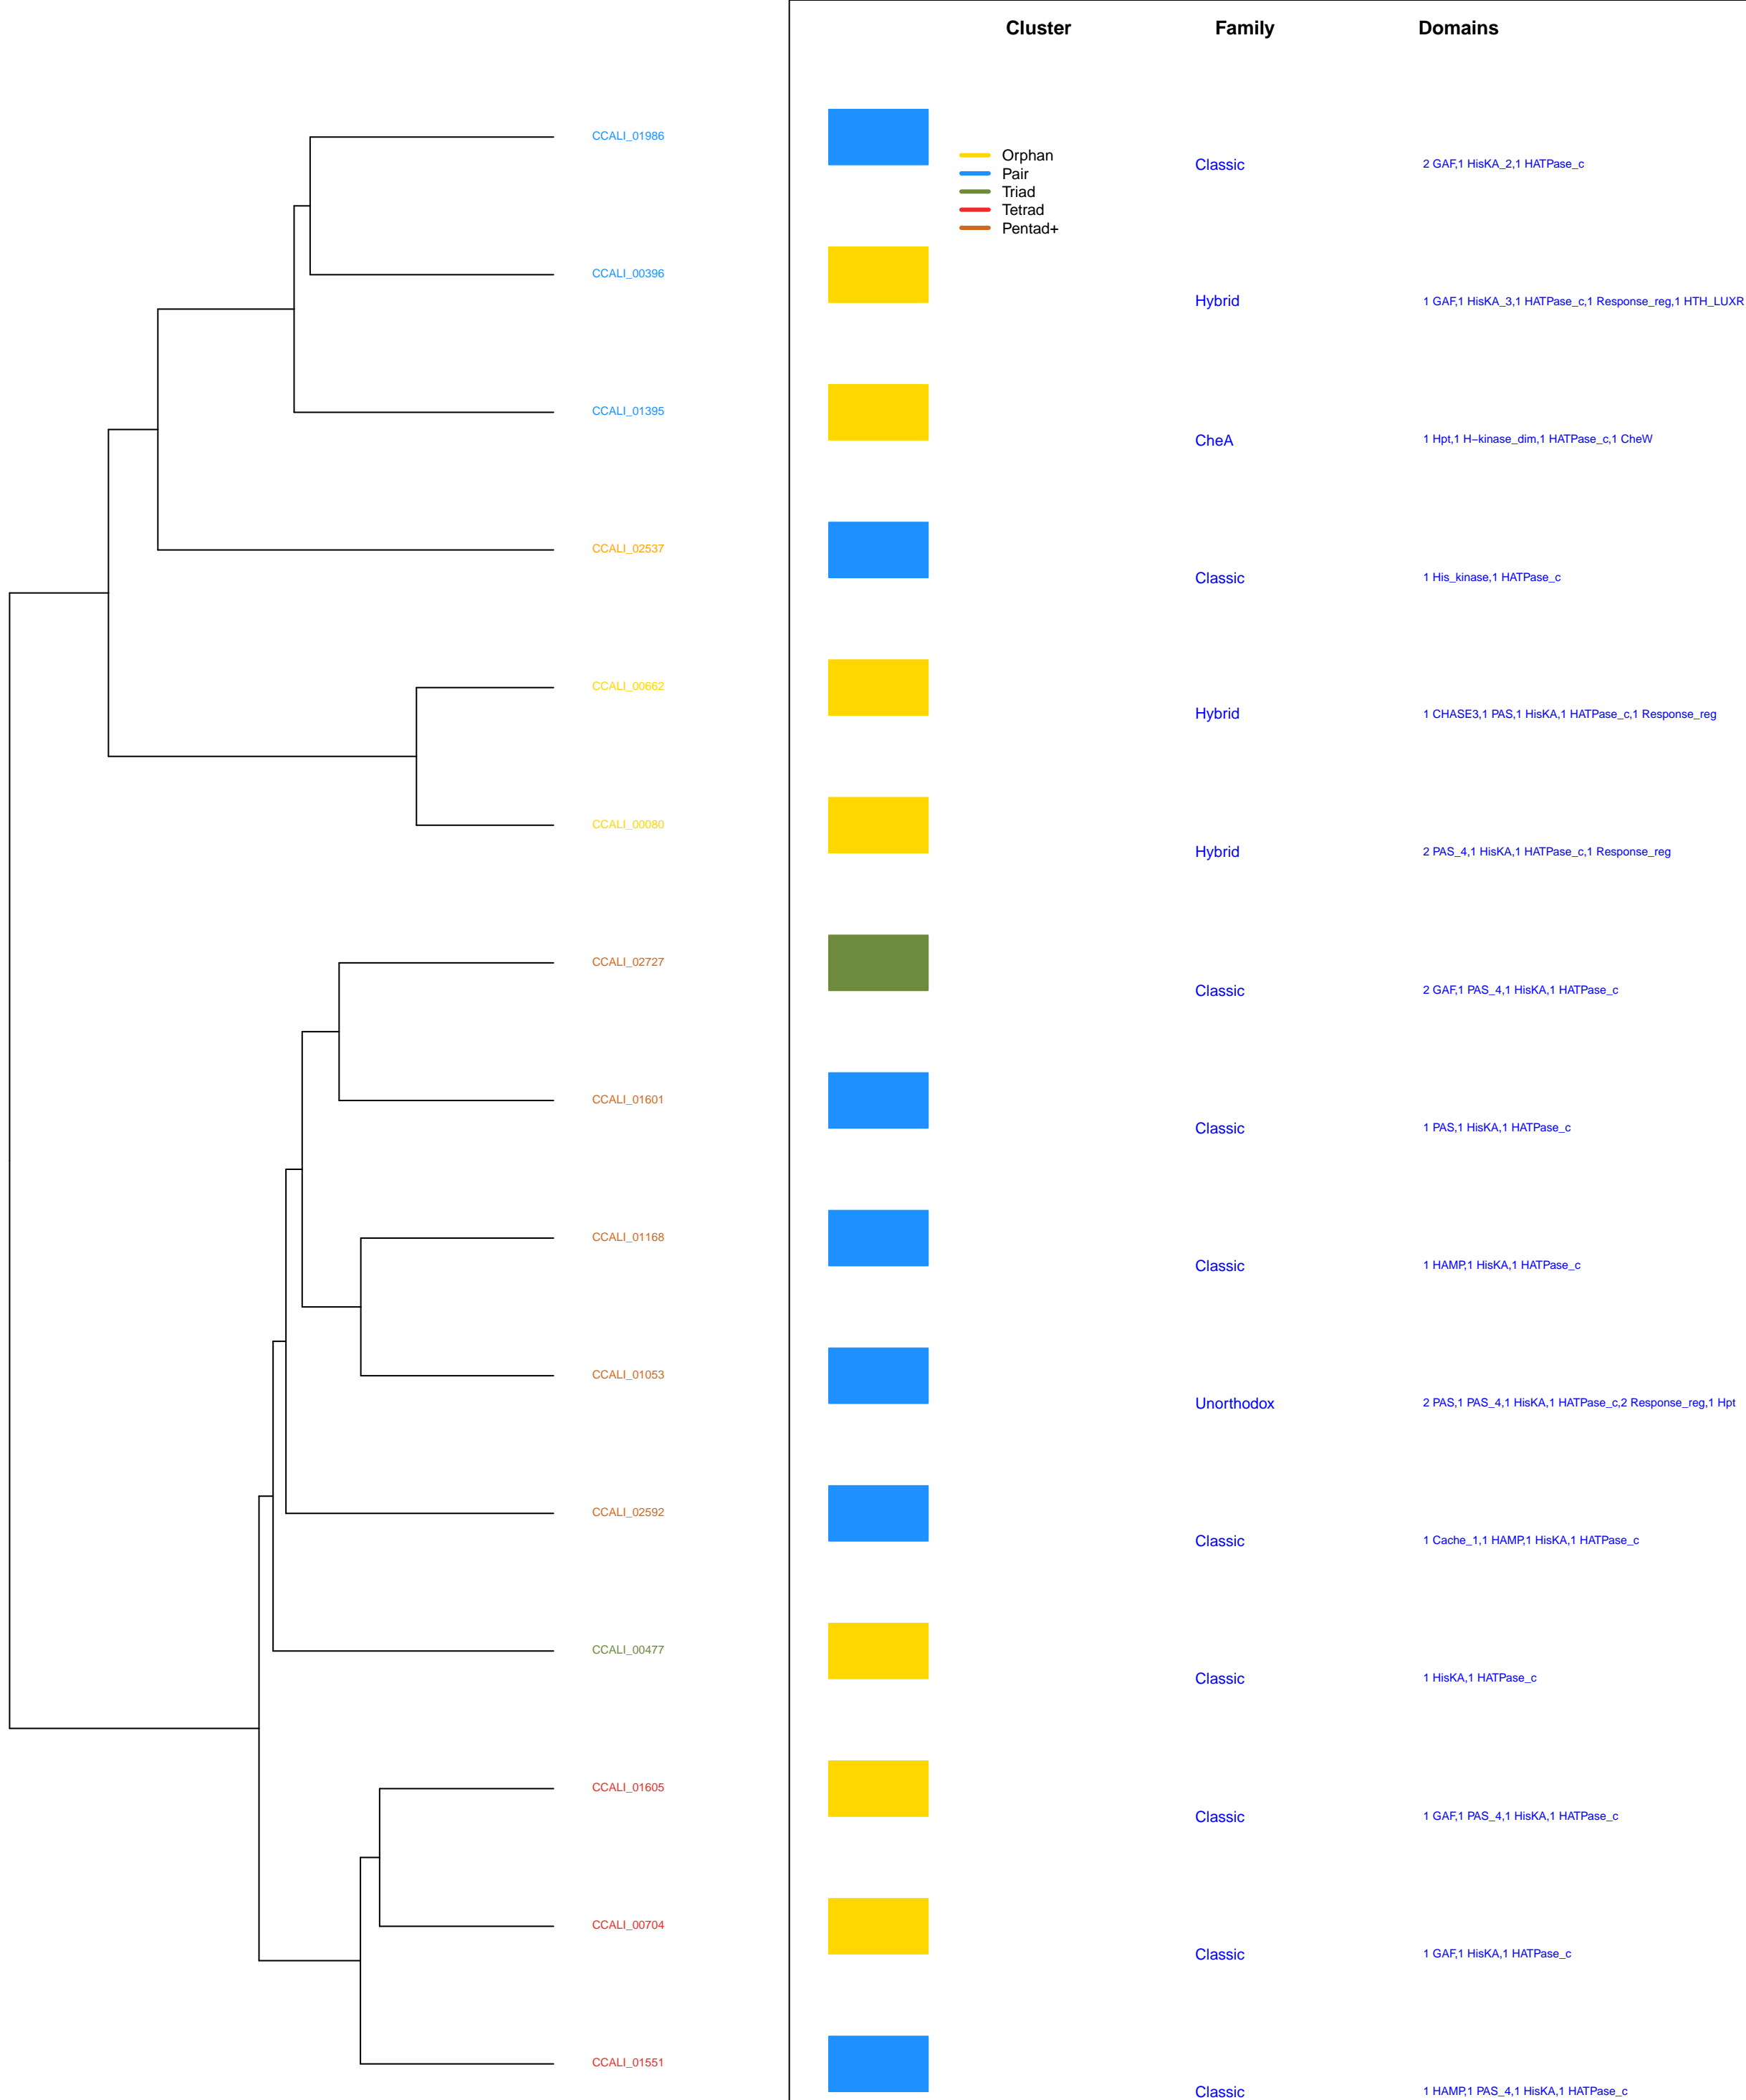 Cluster Family Domains
CCALI_01986
Orphan
Pair
Triad
Tetrad
Pentad+
Classic 2 GAF,1 HisKA_2,1 HATPase_c
CCALI_00396
Hybrid 1 GAF,1 HisKA_3,1 HATPase_c,1 Response_reg,1 HTH_LUXR
CCALI_01395
CheA 1 Hpt,1 H−kinase_dim,1 HATPase_c,1 CheW
CCALI_02537
Classic 1 His_kinase,1 HATPase_c
CCALI_00662
Hybrid 1 CHASE3,1 PAS,1 HisKA,1 HATPase_c,1 Response_reg
CCALI_00080
Hybrid 2 PAS_4,1 HisKA,1 HATPase_c,1 Response_reg
CCALI_02727
Classic 2 GAF,1 PAS_4,1 HisKA,1 HATPase_c
CCALI_01601
Classic 1 PAS,1 HisKA,1 HATPase_c
CCALI_01168
Classic 1 HAMP,1 HisKA,1 HATPase_c
CCALI_01053
Unorthodox 2 PAS,1 PAS_4,1 HisKA,1 HATPase_c,2 Response_reg,1 Hpt
CCALI_02592
Classic 1 Cache_1,1 HAMP,1 HisKA,1 HATPase_c
CCALI_00477
Classic 1 HisKA,1 HATPase_c
CCALI_01605
Classic 1 GAF,1 PAS_4,1 HisKA,1 HATPase_c
CCALI_00704
Classic 1 GAF,1 HisKA,1 HATPase_c
CCALI_01551
Classic 1 HAMP,1 PAS_4,1 HisKA,1 HATPase_c